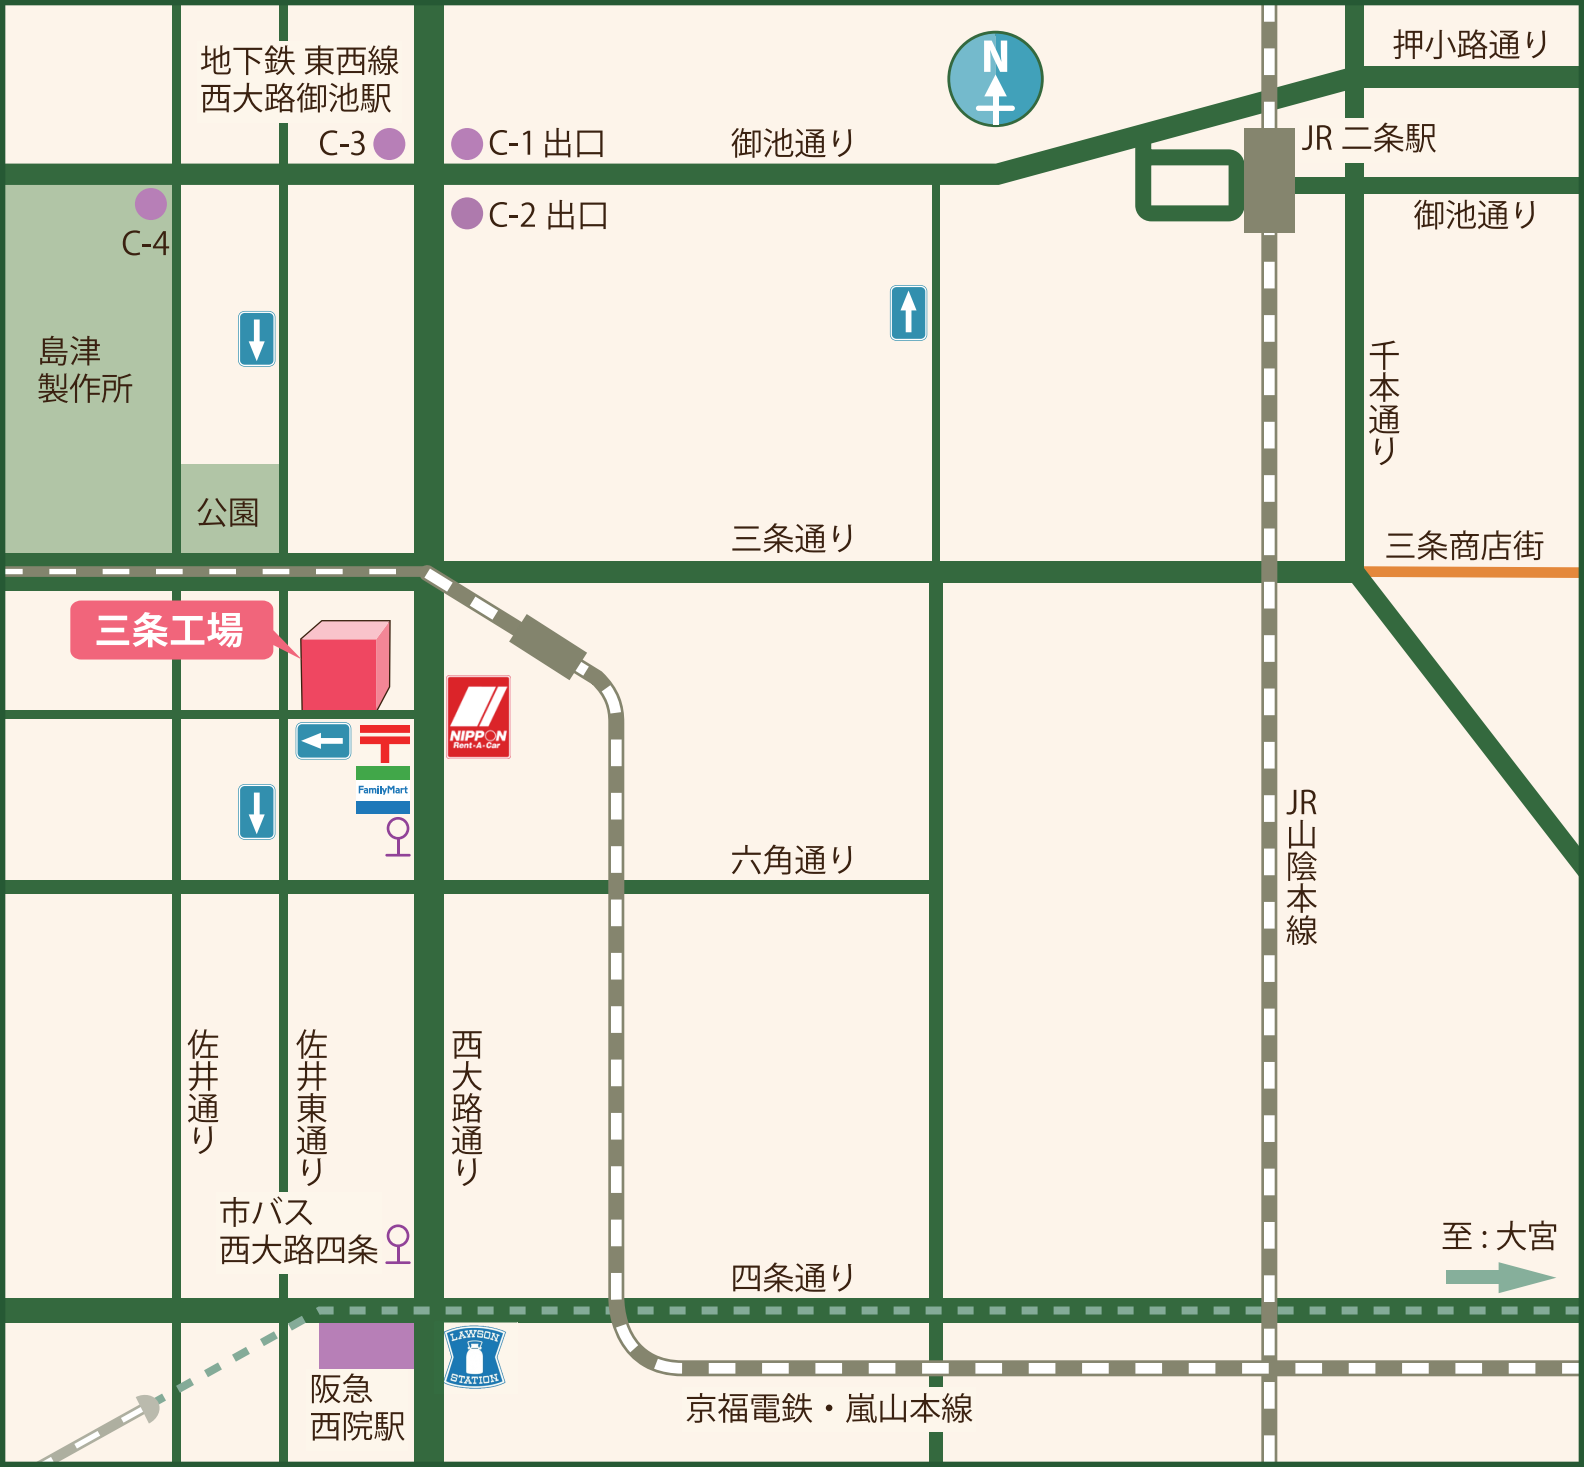 地下鉄 東西線
西大路御池駅
N
押小路通り
C-3
C-1 出口
御池通り
JR 二条駅
C-4
C-2 出口
御池通り
島津
製作所
千本通り
公園
三条通り
三条商店街
三条工場
NIPPON
Rent-A-Car
FamilyMart
JR山陰本線
六角通り
佐井通り
佐井東通り
西大路通り
市バス
西大路四条
四条通り
至:大宮
LAWSON
STATION
阪急
西院駅
京福電鉄・嵐山本線